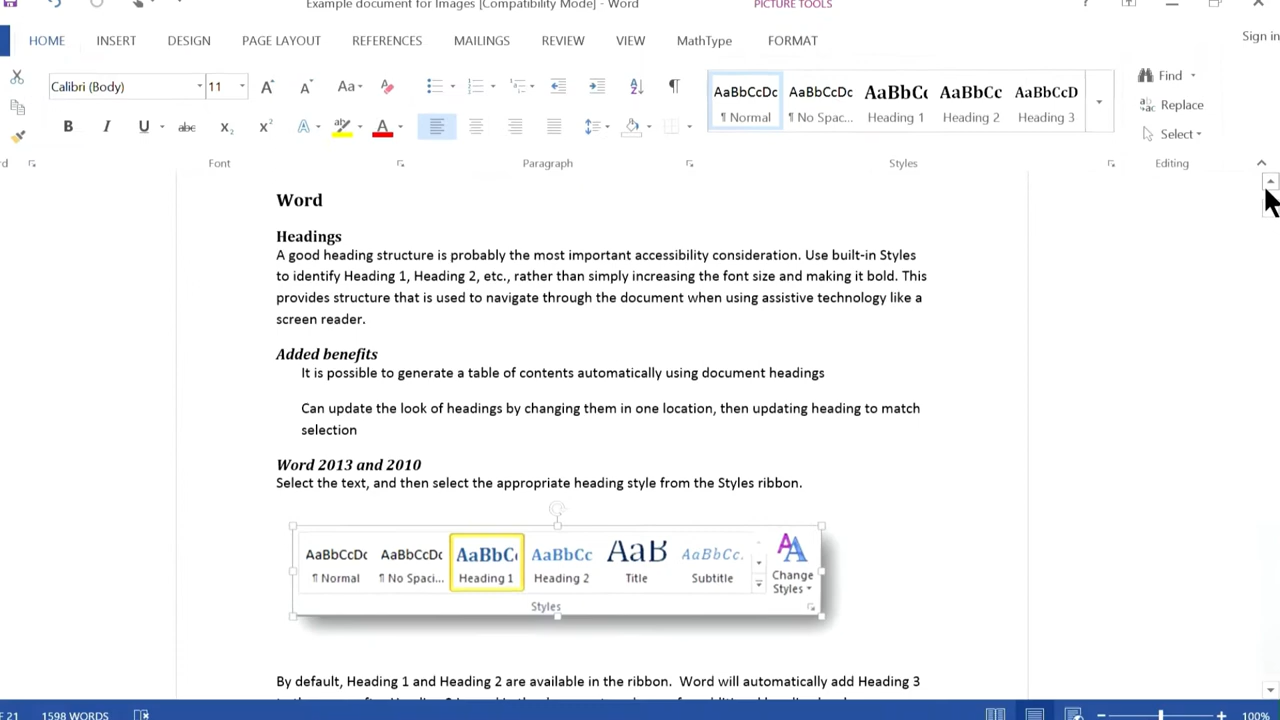 Example document for Images [Compatibility Mode] - Word
PICTURE TOOLS
?
HOME INSERT DESIGN PAGE LAYOUT REFERENCES MAILINGS REVIEW VIEW MathType FORMAT
Sign in
Calibri (Body) 11 Aa
B I U abc X₂ X² A A
AaBbCcDc AaBbCcDc AaBbC AaBbCc AaBbCcD
¶ Normal ¶ No Spac... Heading 1 Heading 2 Heading 3
Find
Replace
Select
Font Paragraph Styles Editing
Word
Headings
A good heading structure is probably the most important accessibility consideration. Use built-in Styles
to identify Heading 1, Heading 2, etc., rather than simply increasing the font size and making it bold. This
provides structure that is used to navigate through the document when using assistive technology like a
screen reader.
Added benefits
It is possible to generate a table of contents automatically using document headings
Can update the look of headings by changing them in one location, then updating heading to match
selection
Word 2013 and 2010
Select the text, and then select the appropriate heading style from the Styles ribbon.
AaBbCcDc AaBbCcDc AaBbC AaBbCc AaB AaBbCc.
¶ Normal ¶ No Spaci... Heading 1 Heading 2 Title Subtitle
Change
Styles
Styles
By default, Heading 1 and Heading 2 are available in the ribbon. Word will automatically add Heading 3
21 1598 WORDS 100%